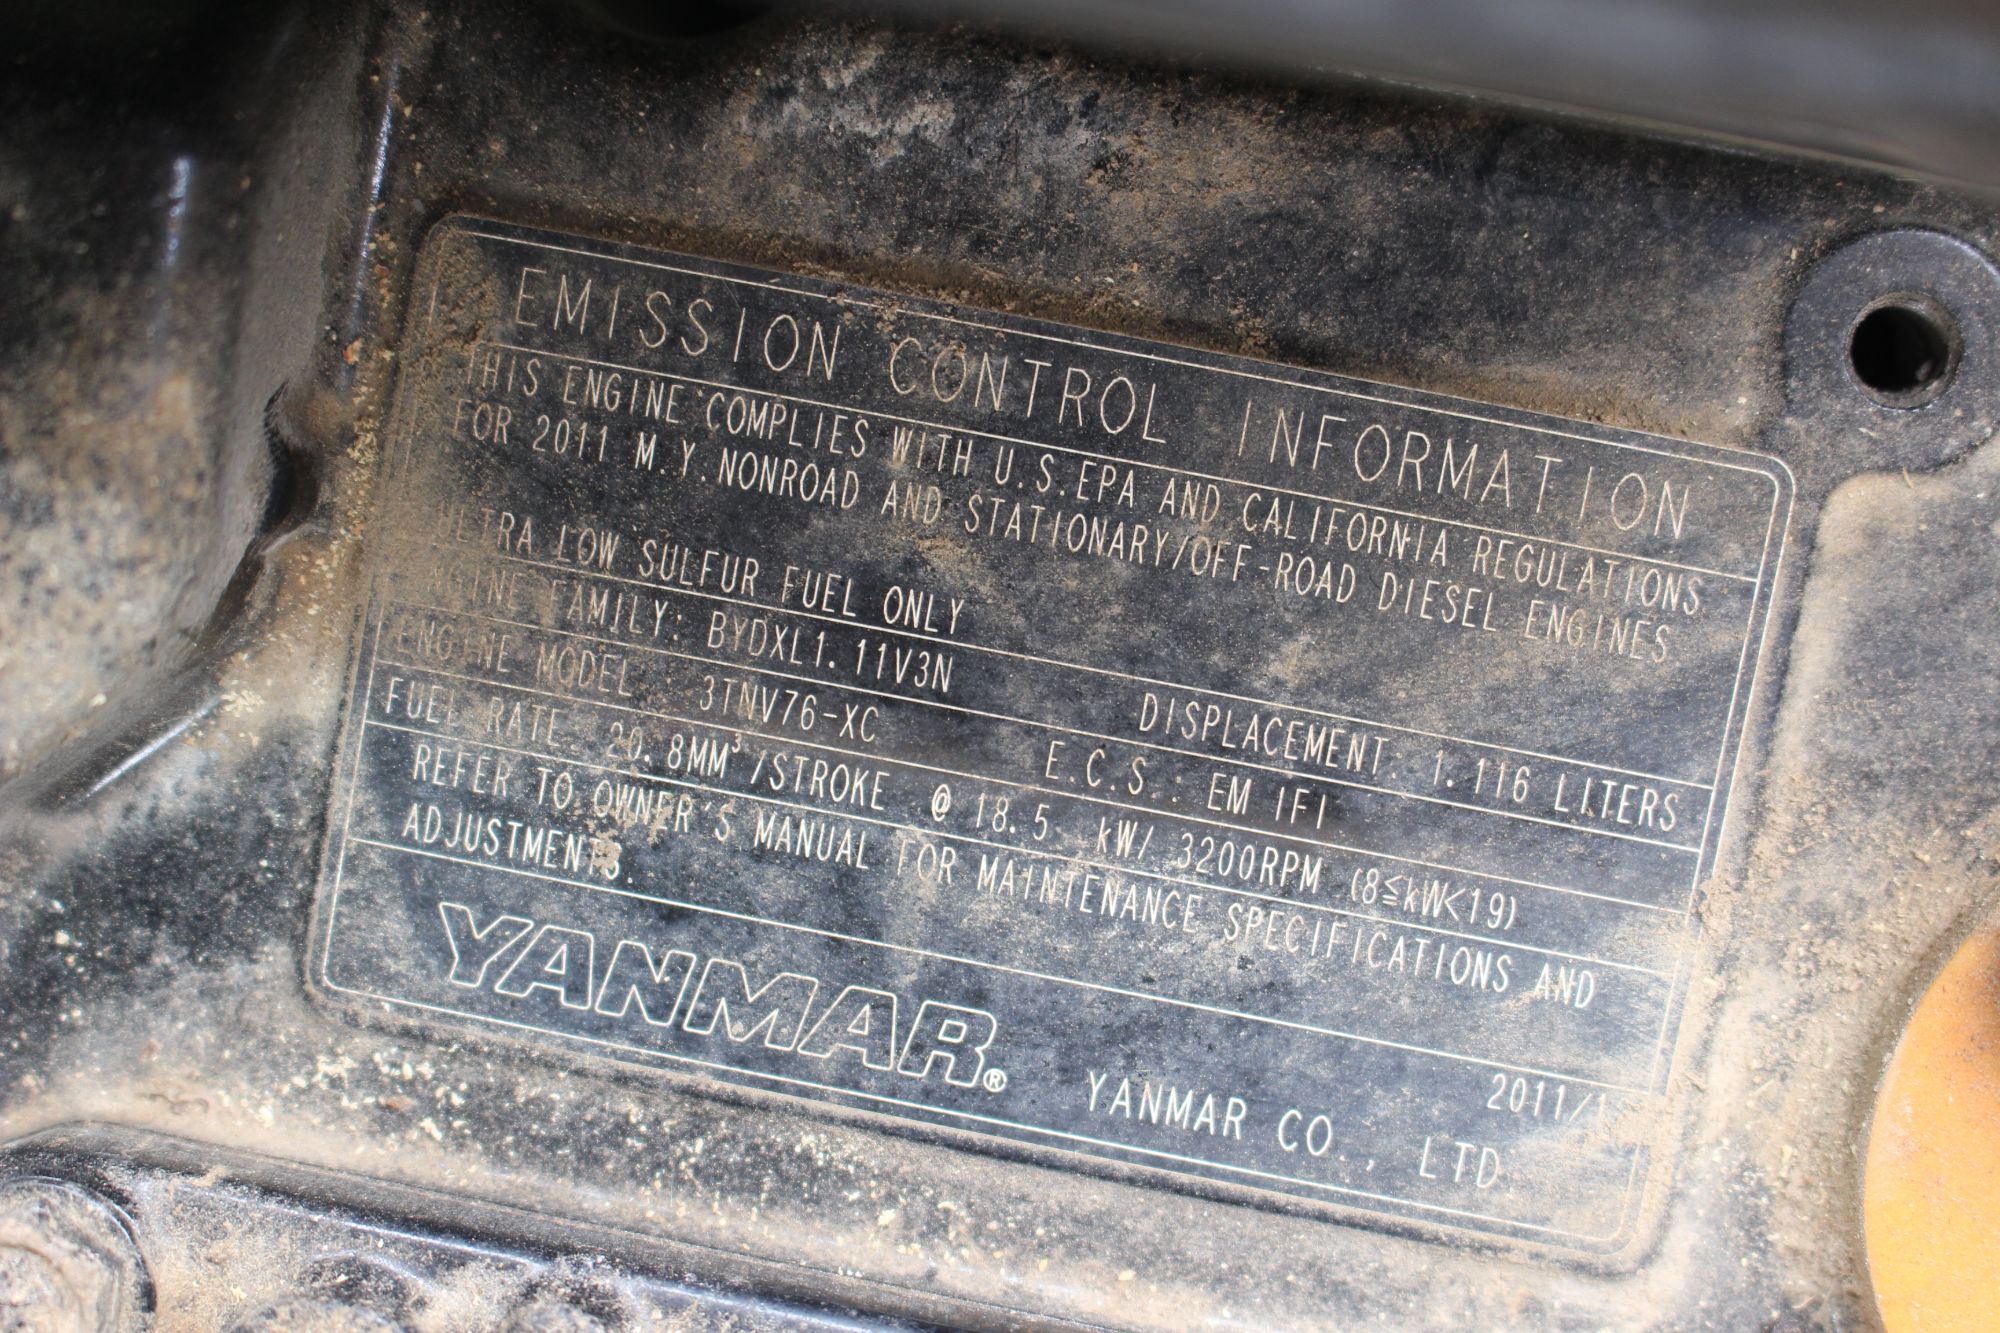 EMISSION CONTROL INFORMATION
THIS ENGINE COMPLIES WITH U.S.EPA AND CALIFORNIA REGULATIONS
FOR 2011 M.Y.NONROAD AND STATIONARY/OFF-ROAD DIESEL ENGINES
ULTRA LOW SULFUR FUEL ONLY
ENGINE FAMILY: BYDXL1.11V3N DISPLACEMENT: 1.116 LITERS
ENGINE MODEL: 3TNV76-XC E.C.S.: EM IFI
FUEL RATE: 20.8MM³/STROKE @ 18.5 kW/ 3200RPM (8≦kW<19)
REFER TO OWNER'S MANUAL FOR MAINTENANCE SPECIFICATIONS AND
ADJUSTMENTS.
2011/1
YANMAR® YANMAR CO., LTD.